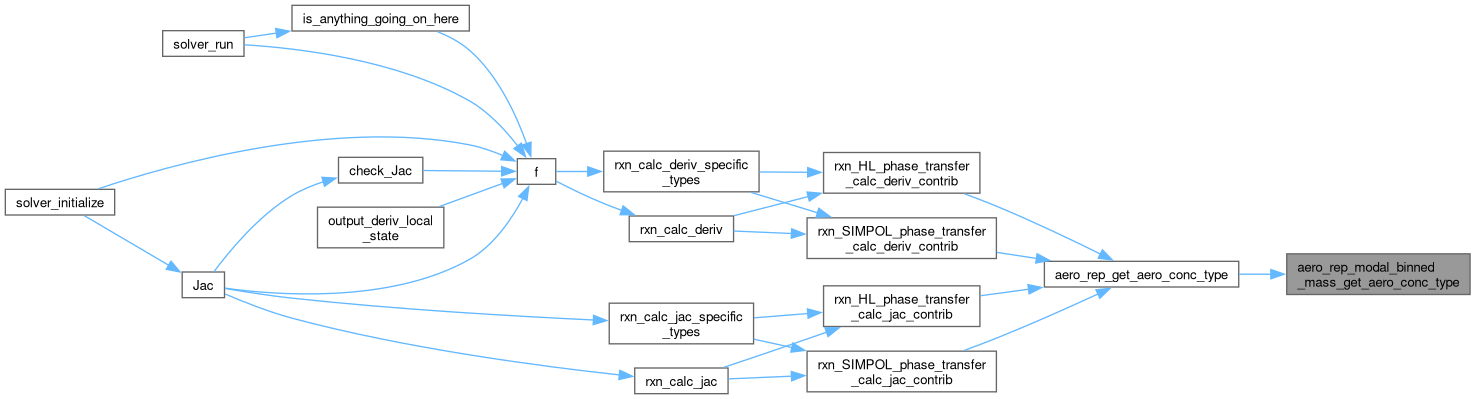 is_anything_going_on_here
solver_run
solver_initialize
check_Jac
output_deriv_local
_state
Jac
f
rxn_calc_deriv_specific
_types
rxn_calc_deriv
rxn_calc_jac_specific
_types
rxn_calc_jac
rxn_HL_phase_transfer
_calc_deriv_contrib
rxn_SIMPOL_phase_transfer
_calc_deriv_contrib
rxn_HL_phase_transfer
_calc_jac_contrib
rxn_SIMPOL_phase_transfer
_calc_jac_contrib
aero_rep_get_aero_conc_type
aero_rep_modal_binned
_mass_get_aero_conc_type